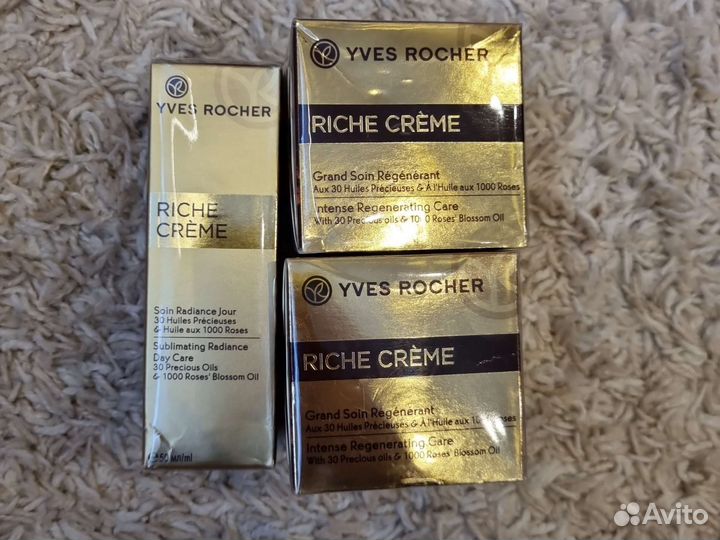 YVES ROCHER
RICHE
CRÈME
Soin Radiance Jour
30 Huiles Précieuses
& Huile aux 1000 Roses
Sublimating Radiance
Day Care
30 Precious Oils
& 1000 Roses' Blossom Oil
50 мл/ml
YVES ROCHER
RICHE CRÈME
Grand Soin Régénérant
Aux 30 Huiles Précieuses & À l'Huile aux 1000 Roses
Intense Regenerating Care
With 30 Precious oils & 1000 Roses' Blossom Oil
YVES ROCHER
RICHE CRÈME
Grand Soin Régénérant
Aux 30 Huiles Précieuses & À l'Huile aux 1000 Roses
Intense Regenerating Care
With 30 Precious oils & 1000 Roses' Blossom Oil
Avito